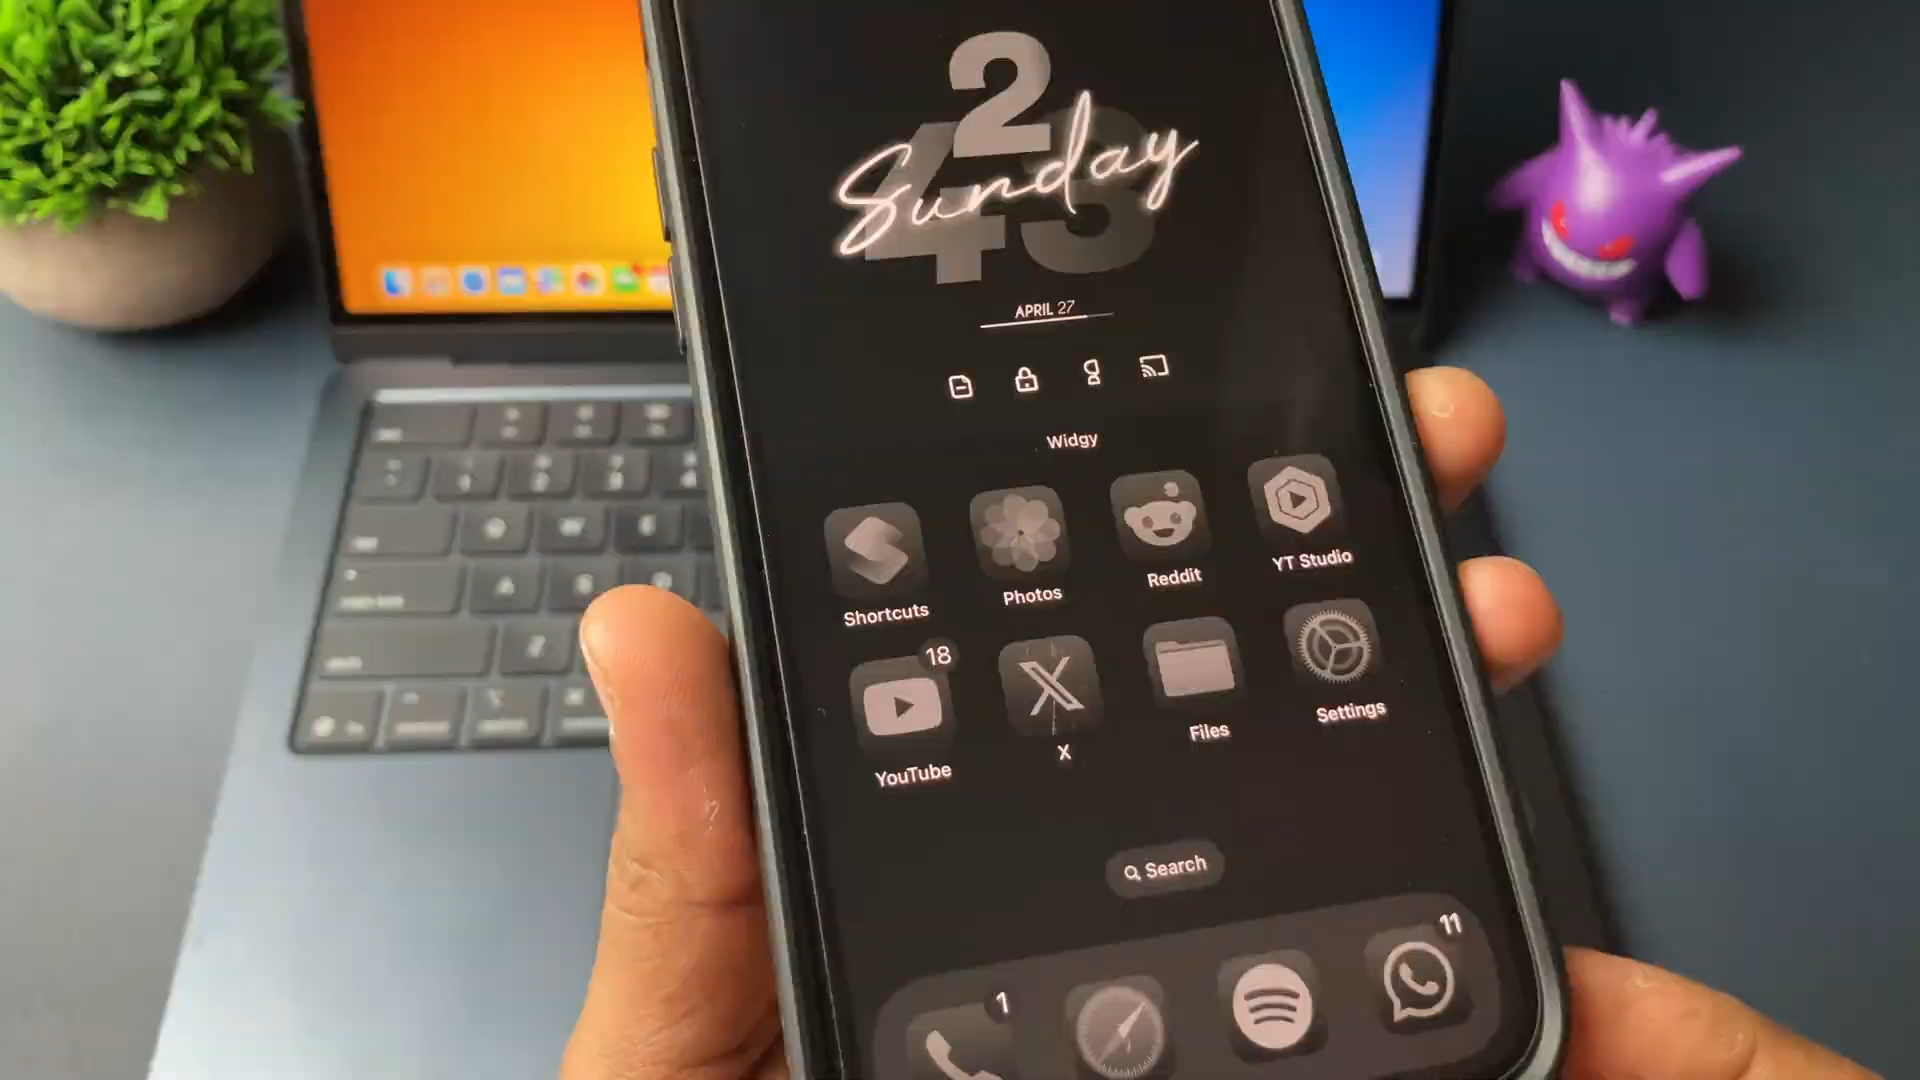 2
Sunday
43
APRIL 27
Widgy
Shortcuts
Photos
Reddit
YT Studio
18
YouTube
X
Files
Settings
Search
1
11